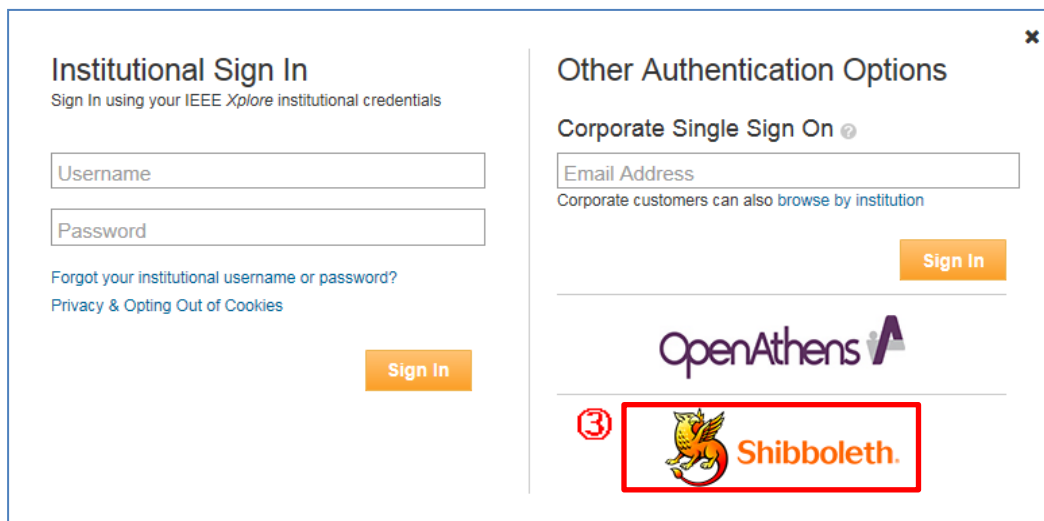 ✖
Institutional Sign In
Sign In using your IEEE Xplore institutional credentials
Username
Password
Forgot your institutional username or password?
Privacy & Opting Out of Cookies
Sign In
Other Authentication Options
Corporate Single Sign On ?
Email Address
Corporate customers can also browse by institution
Sign In
OpenAthens
③
Shibboleth.